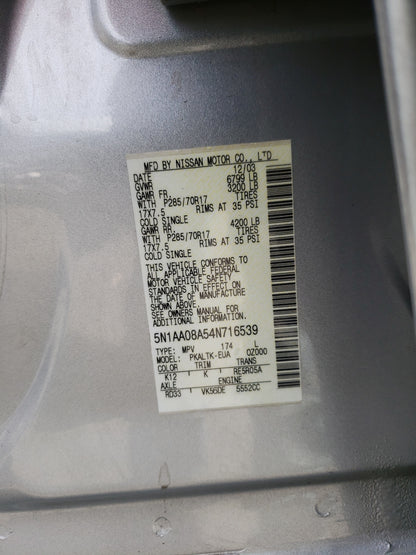 MFD BY NISSAN MOTOR CO., LTD
DATE 12/03
GVWR 6799 LB
GAWR FR. 3200 LB
WITH P285/70R17 TIRES
17X7.5 RIMS AT 35 PSI
COLD SINGLE
GAWR RR. 4200 LB
WITH P285/70R17 TIRES
17X7.5 RIMS AT 35 PSI
COLD SINGLE
THIS VEHICLE CONFORMS TO
ALL APPLICABLE FEDERAL
MOTOR VEHICLE SAFETY
STANDARDS IN EFFECT ON
THE DATE OF MANUFACTURE
SHOWN ABOVE.
SEE OWNERS MANUAL FOR
ADDITIONAL INFORMATION.
5N1AA08A54N716539
TYPE: MPV 174 L
MODEL: PKALTK-EUA 0Z000
COLOR TRIM TRANS
K12 K RE5R05A
AXLE ENGINE
RD33 VK56DE 5552CC